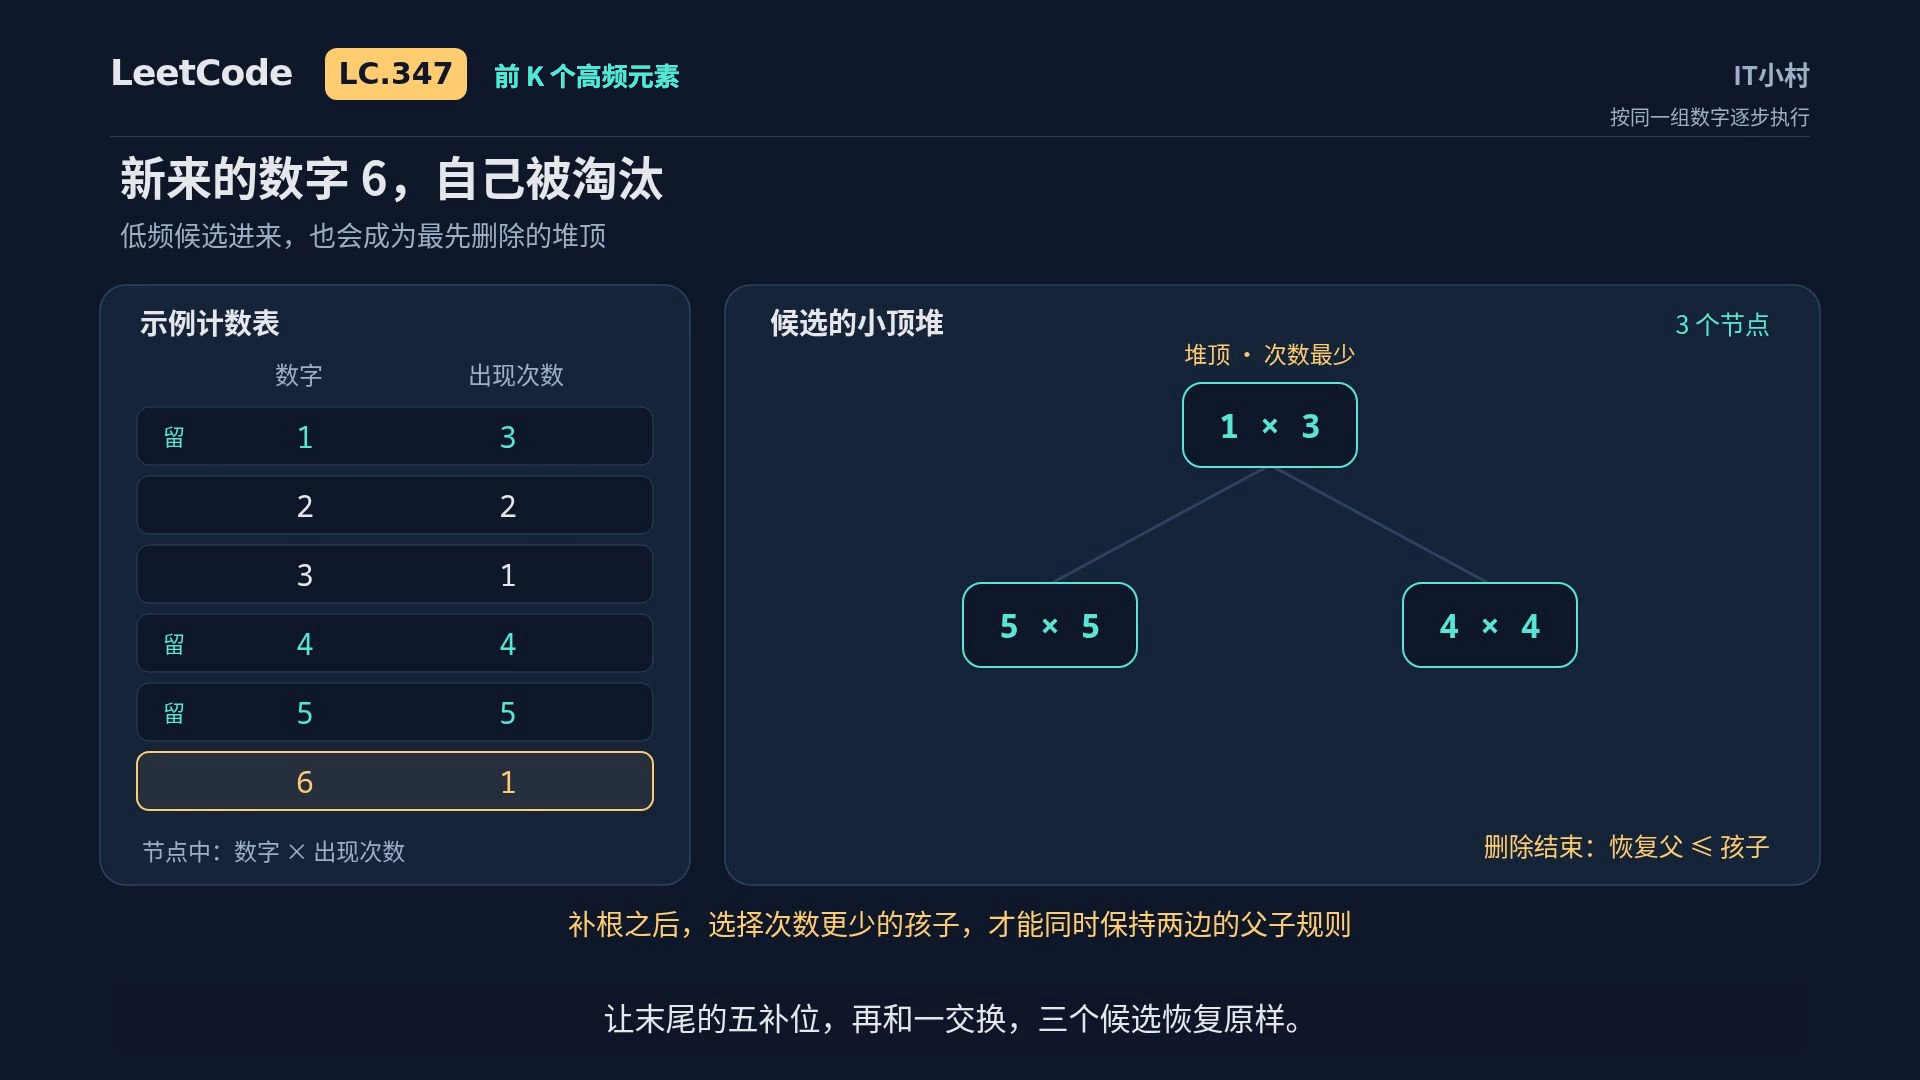 LeetCode LC.347 前 K 个高频元素
IT小村
按同一组数字逐步执行
新来的数字 6，自己被淘汰
低频候选进来，也会成为最先删除的堆顶
示例计数表
数字 出现次数
留 1 3
2 2
3 1
留 4 4
留 5 5
6 1
节点中：数字 × 出现次数
候选的小顶堆
3 个节点
堆顶 · 次数最少
1 × 3
5 × 5
4 × 4
删除结束：恢复父 ≤ 孩子
补根之后，选择次数更少的孩子，才能同时保持两边的父子规则
让末尾的五补位，再和一交换，三个候选恢复原样。